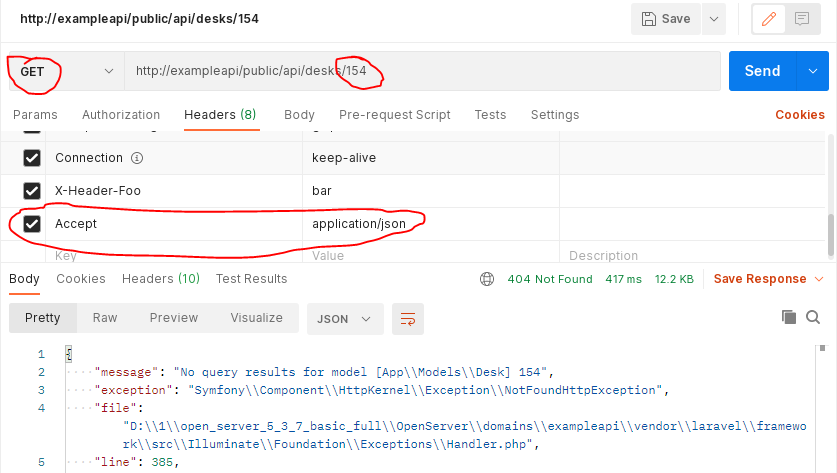 http://exampleapi/public/api/desks/154
Save
GET http://exampleapi/public/api/desks/154 Send
Params Authorization Headers (8) Body Pre-request Script Tests Settings Cookies
Connection keep-alive
X-Header-Foo bar
Accept application/json
Key Value Description
Body Cookies Headers (10) Test Results 404 Not Found 417 ms 12.2 KB Save Response
Pretty Raw Preview Visualize JSON
1 {
2 "message": "No query results for model [App\\Models\\Desk] 154",
3 "exception": "Symfony\\Component\\HttpKernel\\Exception\\NotFoundHttpException",
4 "file":
"D:\\1\\open_server_5_3_7_basic_full\\OpenServer\\domains\\exampleapi\\vendor\\laravel\\framewo
rk\\src\\Illuminate\\Foundation\\Exceptions\\Handler.php",
5 "line": 385,